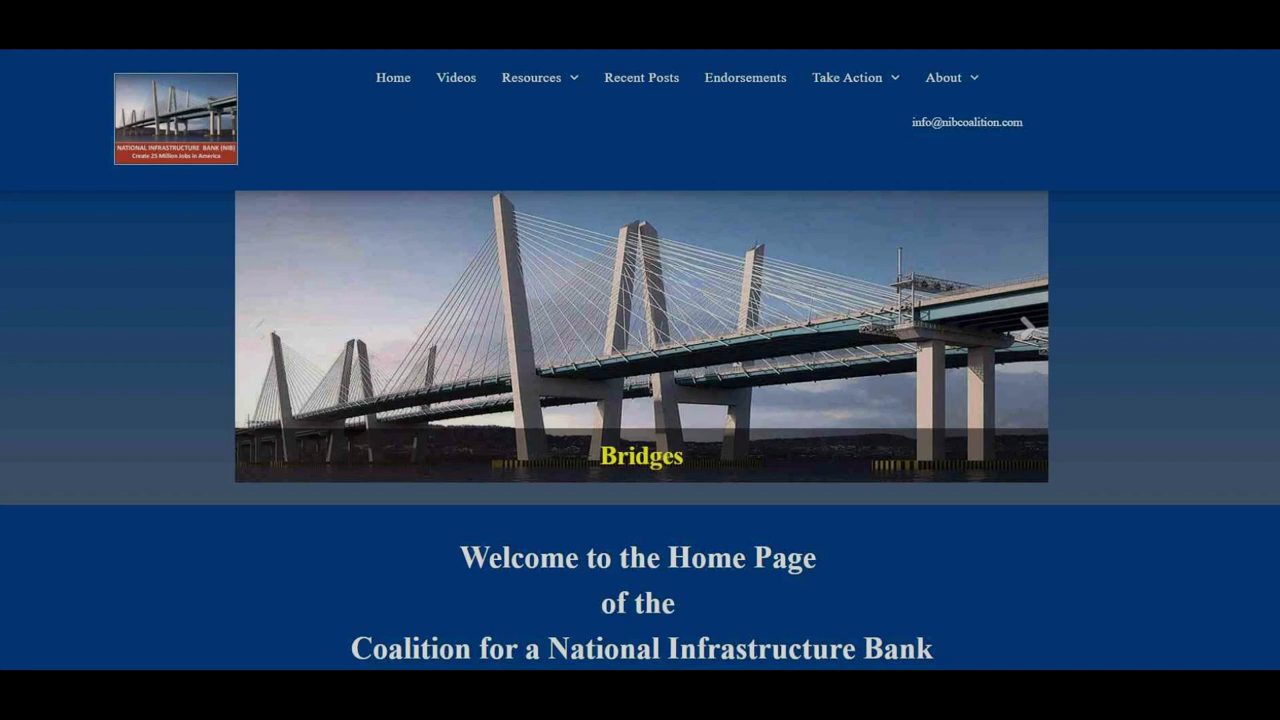 Home Videos Resources Recent Posts Endorsements Take Action About
info@nibcoalition.com
NATIONAL INFRASTRUCTURE BANK (NIB)
Create 25 Million Jobs in America
Bridges
Welcome to the Home Page
of the
Coalition for a National Infrastructure Bank